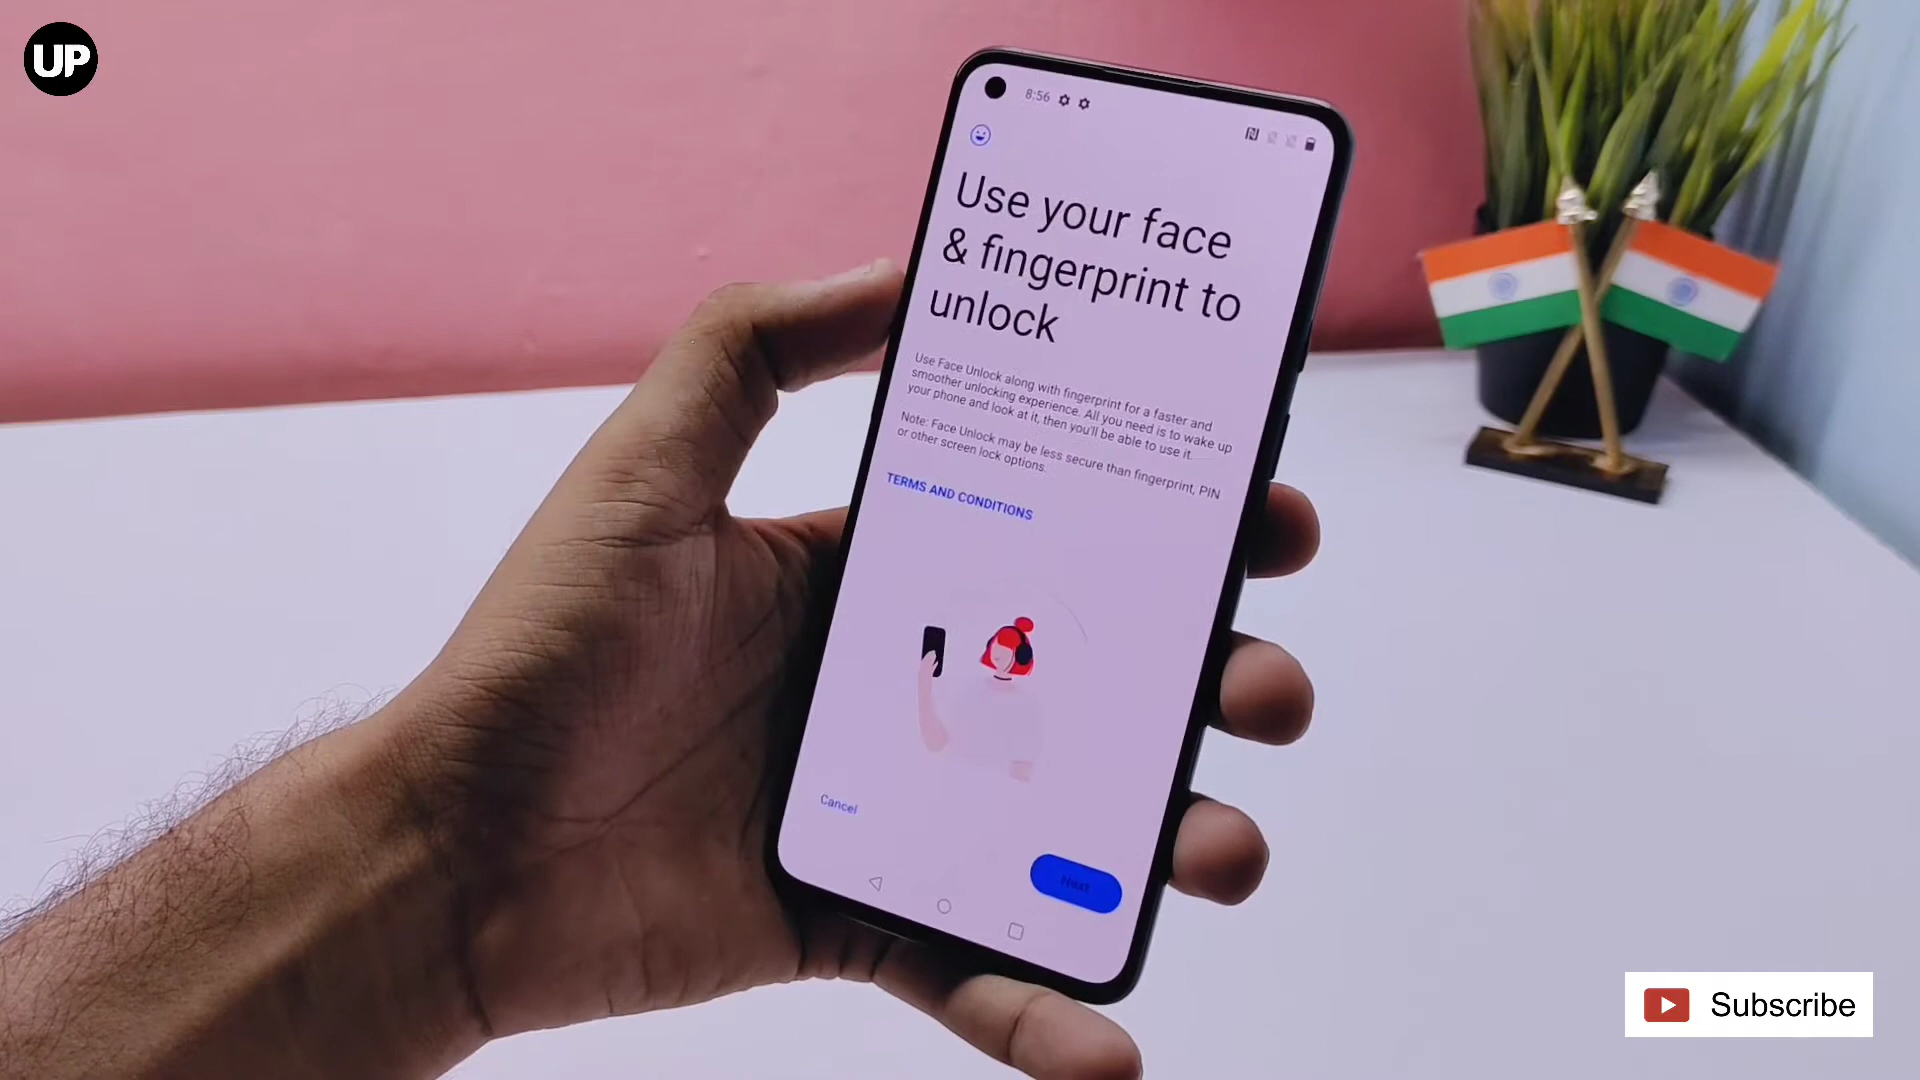 UP
8:56
Use your face
& fingerprint to
unlock
Use Face Unlock along with fingerprint for a faster and
smoother unlocking experience. All you need is to wake up
your phone and look at it, then you'll be able to use it.
Note: Face Unlock may be less secure than fingerprint, PIN
or other screen lock options.
TERMS AND CONDITIONS
Cancel
Next
Subscribe